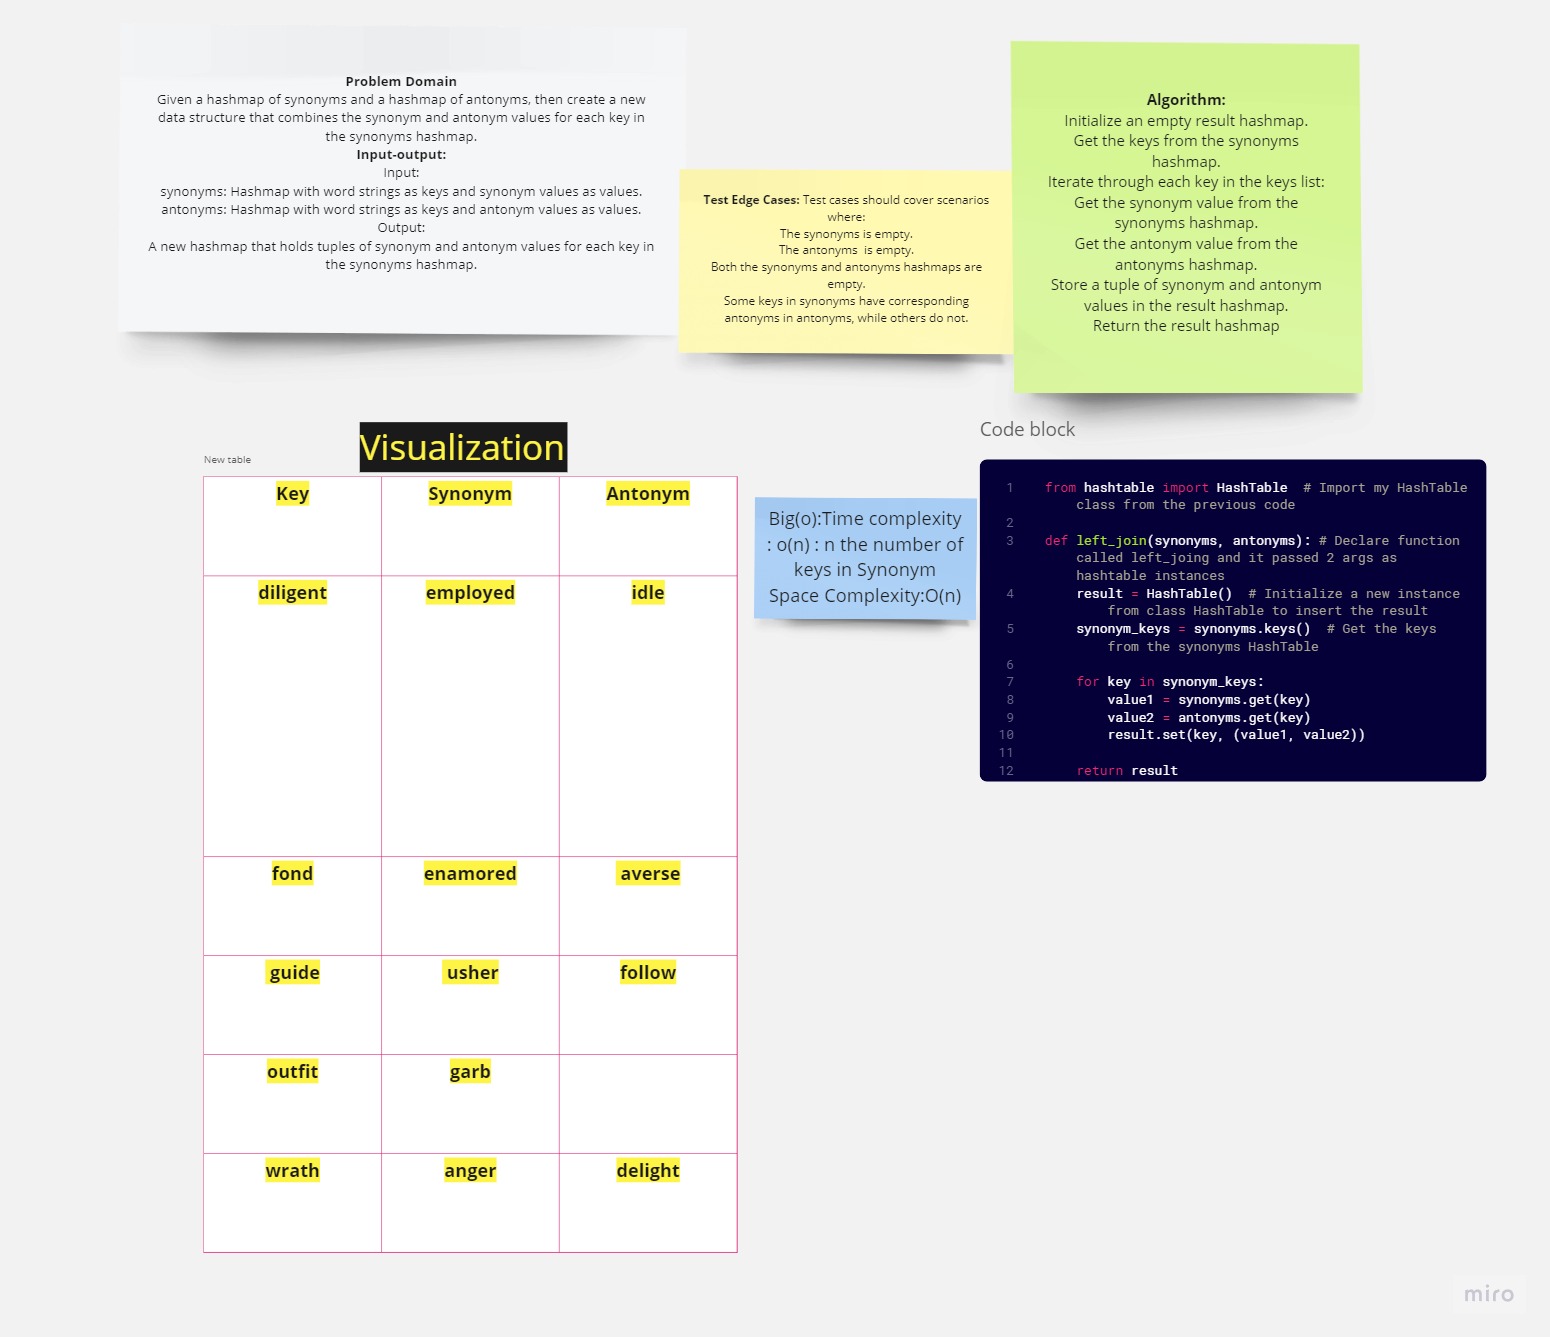 Problem Domain
Given a hashmap of synonyms and a hashmap of antonyms, then create a new
data structure that combines the synonym and antonym values for each key in
the synonyms hashmap.
Input-output:
Input:
synonyms: Hashmap with word strings as keys and synonym values as values.
antonyms: Hashmap with word strings as keys and antonym values as values.
Output:
A new hashmap that holds tuples of synonym and antonym values for each key in
the synonyms hashmap.
Test Edge Cases: Test cases should cover scenarios
where:
The synonyms is empty.
The antonyms  is empty.
Both the synonyms and antonyms hashmaps are
empty.
Some keys in synonyms have corresponding
antonyms in antonyms, while others do not.
Algorithm:
Initialize an empty result hashmap.
Get the keys from the synonyms
hashmap.
Iterate through each key in the keys list:
Get the synonym value from the
synonyms hashmap.
Get the antonym value from the
antonyms hashmap.
Store a tuple of synonym and antonym
values in the result hashmap.
Return the result hashmap
Visualization
New table
Key Synonym Antonym
diligent employed idle
fond enamored averse
guide usher follow
outfit garb
wrath anger delight
Big(o):Time complexity
: o(n) : n the number of
keys in Synonym
Space Complexity:O(n)
Code block
1 from hashtable import HashTable  # Import my HashTable
class from the previous code
2
3 def left_join(synonyms, antonyms): # Declare function
called left_joing and it passed 2 args as
hashtable instances
4 result = HashTable()  # Initialize a new instance
from class HashTable to insert the result
5 synonym_keys = synonyms.keys()  # Get the keys
from the synonyms HashTable
6
7 for key in synonym_keys:
8 value1 = synonyms.get(key)
9 value2 = antonyms.get(key)
10 result.set(key, (value1, value2))
11
12 return result
miro